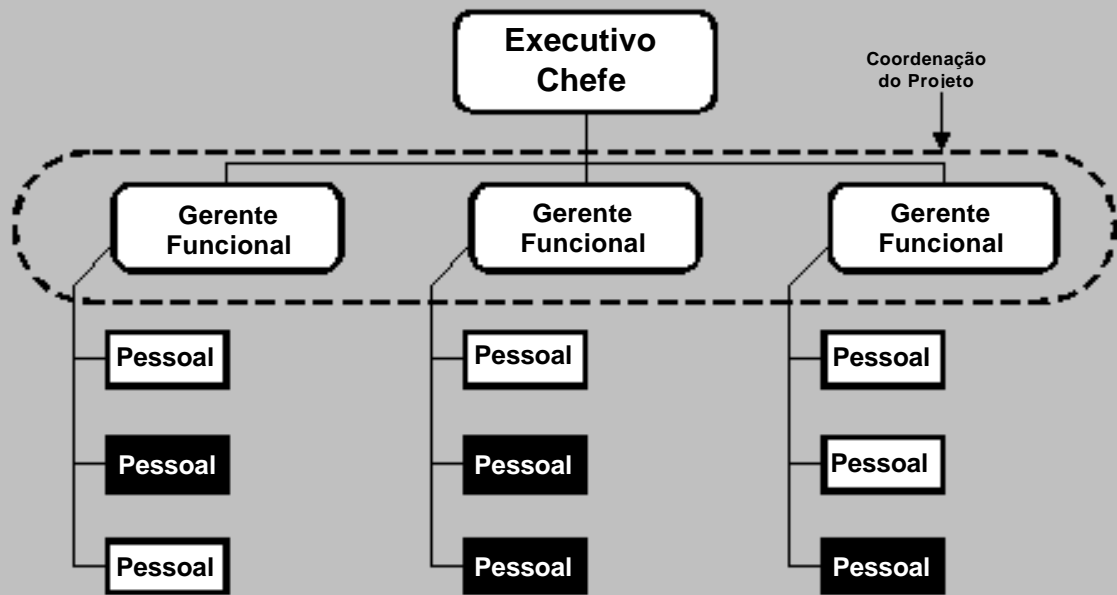 Executivo
Chefe
Coordenação
do Projeto
Gerente
Funcional
Gerente
Funcional
Gerente
Funcional
Pessoal
Pessoal
Pessoal
Pessoal
Pessoal
Pessoal
Pessoal
Pessoal
Pessoal